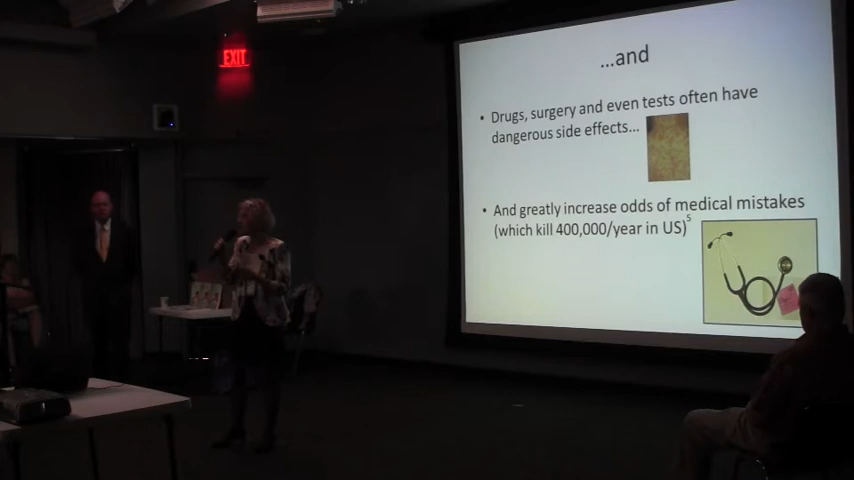 EXIT
...and
• Drugs, surgery and even tests often have
dangerous side effects...
• And greatly increase odds of medical mistakes
(which kill 400,000/year in US)5